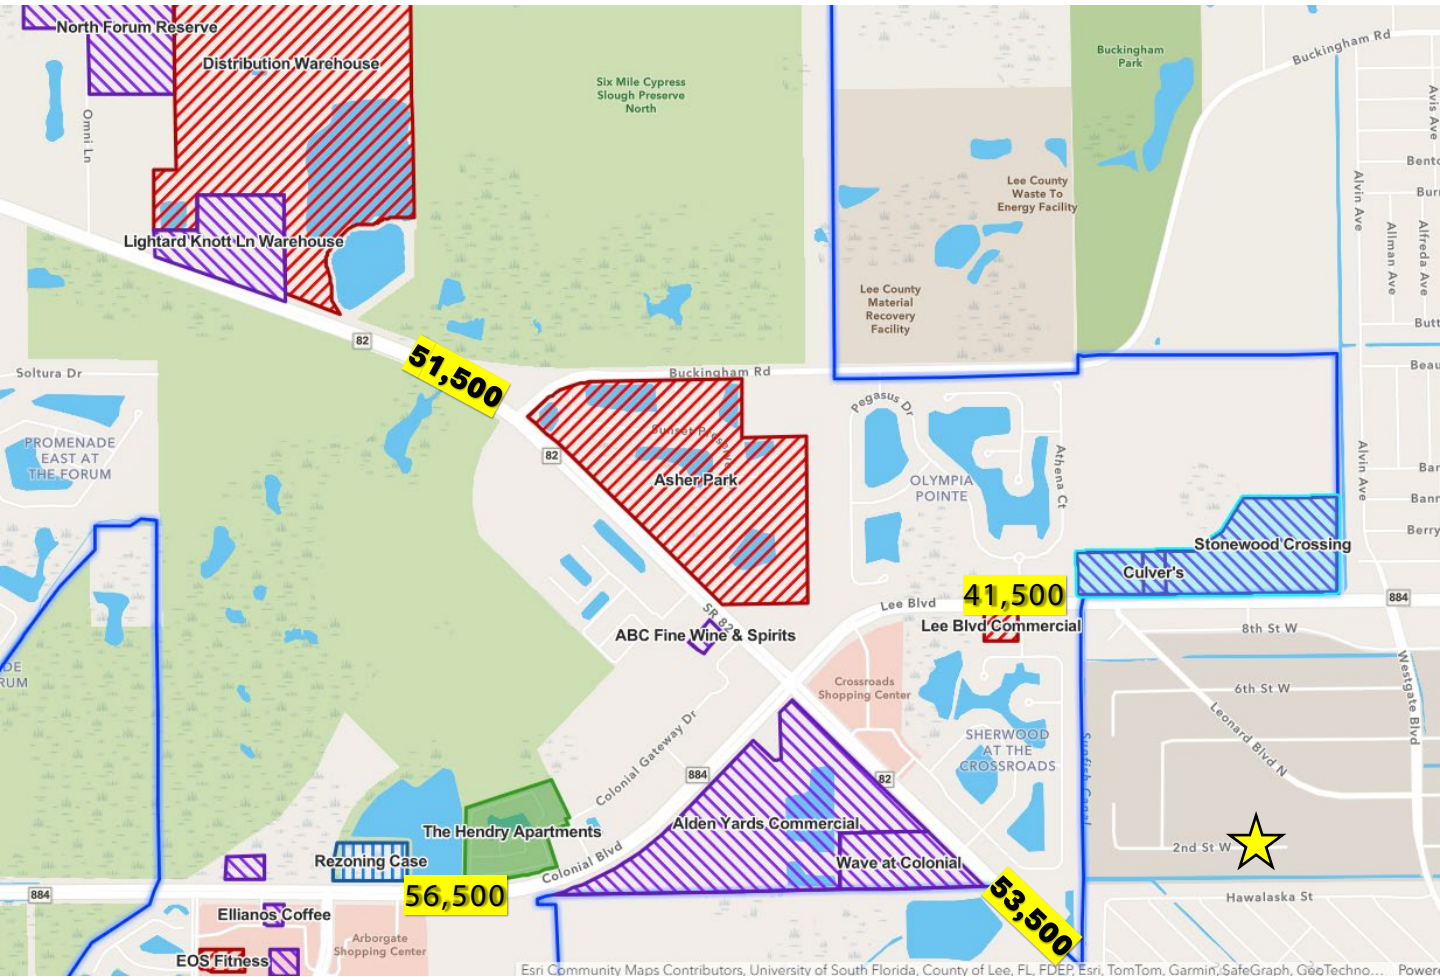 North Forum Reserve
Distribution Warehouse
Omni Ln
Lightard Knott Ln Warehouse
82
Soltura Dr
PROMENADE
EAST AT
THE FORUM
51,500
Six Mile Cypress
Slough Preserve
North
Buckingham
Park
Buckingham Rd
Avis Ave
Lee County
Waste To
Energy Facility
Lee County
Material
Recovery
Facility
Alvin Ave
Allman Ave
Alfreda Ave
Buckingham Rd
Pegasus Dr
82
Asher Park
OLYMPIA
POINTE
Athena Ct
Alvin Ave
Stonewood Crossing
Culver's
41,500
Lee Blvd
884
Lee Blvd Commercial
SR 82
ABC Fine Wine & Spirits
8th St W
6th St W
Westgate Blvd
Leonard Blvd N
Crossroads
Shopping Center
SHERWOOD
AT THE
CROSSROADS
Sunfish Canal
Colonial Gateway Dr
884
82
Alden Yards Commercial
The Hendry Apartments
Wave at Colonial
Rezoning Case
Colonial Blvd
2nd St W
884
56,500
53,500
Hawalaska St
Ellianos Coffee
Arborgate
Shopping Center
EOS Fitness
Esri Community Maps Contributors, University of South Florida, County of Lee, FL, FDEP, Esri, TomTom, Garmin, SafeGraph, GeoTechno... Power